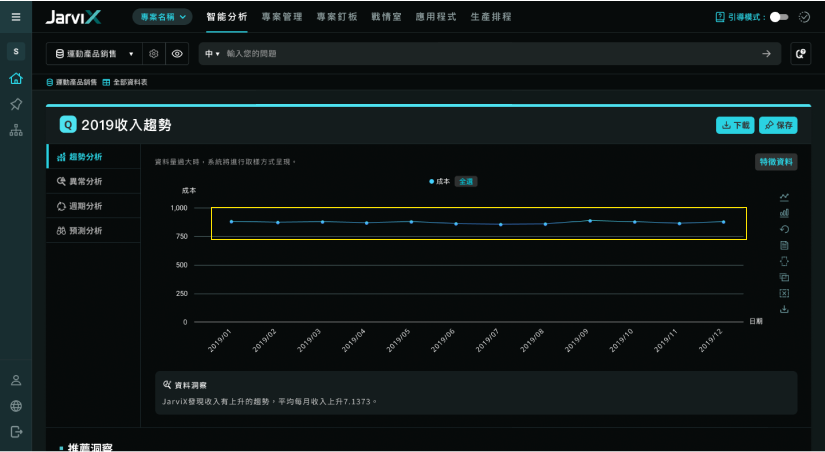 JarviX
專案名稱
智能分析 專案管理 專案釘板 戰情室 應用程式 生產排程
引導模式：
S
運動產品銷售
中 輸入您的問題
運動產品銷售 全部資料表
Q 2019收入趨勢
下載 保存
趨勢分析
異常分析
週期分析
預測分析
資料量過大時，系統將進行取樣方式呈現。
特徵資料
成本 全選
成本
1,000
750
500
250
0
日期
2019/01 2019/02 2019/03 2019/04 2019/05 2019/06 2019/07 2019/08 2019/09 2019/10 2019/11 2019/12
資料洞察
JarviX發現收入有上升的趨勢，平均每月收入上升7.1373。
推薦洞察